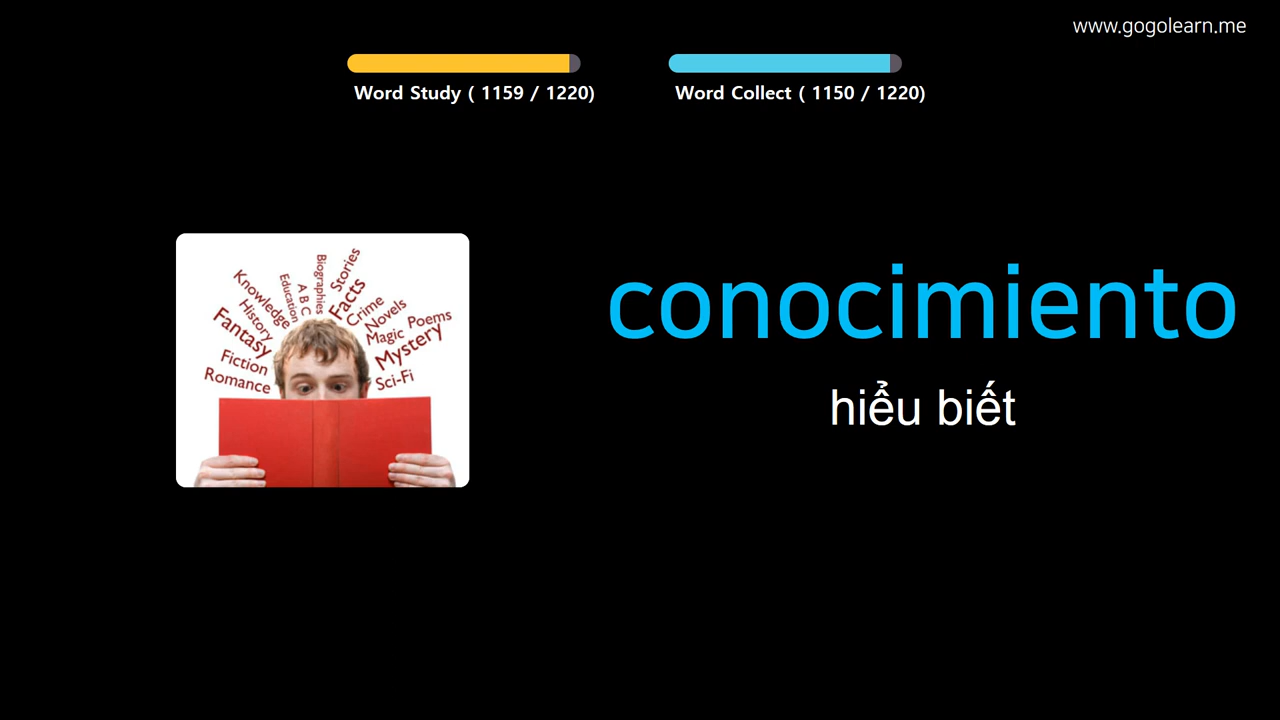 www.gogolearn.me
Word Study ( 1159 / 1220)
Word Collect ( 1150 / 1220)
conocimiento
hiểu biết
Knowledge
History
Fantasy
Fiction
Romance
Education
A B C
Biographies
Stories
Facts
Crime
Novels
Magic
Poems
Mystery
Sci-Fi